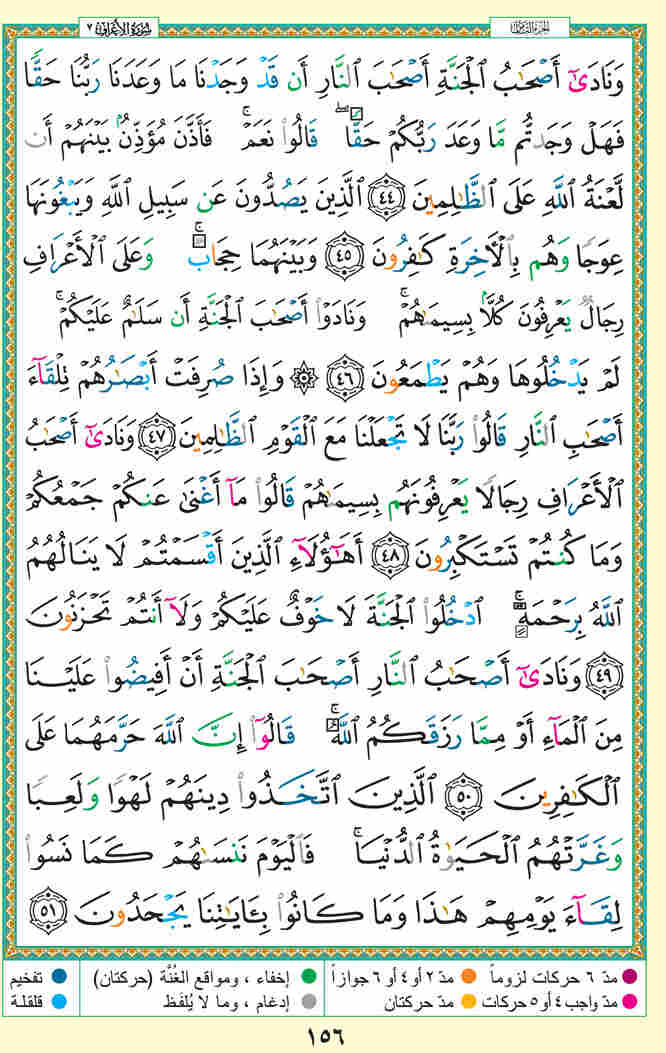 سُورَةُ الأَعْرَافِ ٧
الجزء الثامن
وَنَادَىٰٓ أَصْحَٰبُ ٱلْجَنَّةِ أَصْحَٰبَ ٱلنَّارِ أَن قَدْ وَجَدْنَا مَا وَعَدَنَا رَبُّنَا حَقًّا
فَهَلْ وَجَدتُّم مَّا وَعَدَ رَبُّكُمْ حَقًّا ۖ قَالُوا۟ نَعَمْ ۚ فَأَذَّنَ مُؤَذِّنٌۢ بَيْنَهُمْ أَن
لَّعْنَةُ ٱللَّهِ عَلَى ٱلظَّٰلِمِينَ ٤٤ ٱلَّذِينَ يَصُدُّونَ عَن سَبِيلِ ٱللَّهِ وَيَبْغُونَهَا
عِوَجًا وَهُم بِٱلْءَاخِرَةِ كَٰفِرُونَ ٤٥ وَبَيْنَهُمَا حِجَابٌ ۚ وَعَلَى ٱلْأَعْرَافِ
رِجَالٌ يَعْرِفُونَ كُلًّۢا بِسِيمَىٰهُمْ ۚ وَنَادَوْا۟ أَصْحَٰبَ ٱلْجَنَّةِ أَن سَلَٰمٌ عَلَيْكُمْ ۚ
لَمْ يَدْخُلُوهَا وَهُمْ يَطْمَعُونَ ٤٦ ۞ وَإِذَا صُرِفَتْ أَبْصَٰرُهُمْ تِلْقَآءَ
أَصْحَٰبِ ٱلنَّارِ قَالُوا۟ رَبَّنَا لَا تَجْعَلْنَا مَعَ ٱلْقَوْمِ ٱلظَّٰلِمِينَ ٤٧ وَنَادَىٰٓ أَصْحَٰبُ
ٱلْأَعْرَافِ رِجَالًا يَعْرِفُونَهُم بِسِيمَىٰهُمْ قَالُوا۟ مَآ أَغْنَىٰ عَنكُمْ جَمْعُكُمْ
وَمَا كُنتُمْ تَسْتَكْبِرُونَ ٤٨ أَهَٰٓؤُلَآءِ ٱلَّذِينَ أَقْسَمْتُمْ لَا يَنَالُهُمُ
ٱللَّهُ بِرَحْمَةٍ ۚ ٱدْخُلُوا۟ ٱلْجَنَّةَ لَا خَوْفٌ عَلَيْكُمْ وَلَآ أَنتُمْ تَحْزَنُونَ
٤٩ وَنَادَىٰٓ أَصْحَٰبُ ٱلنَّارِ أَصْحَٰبَ ٱلْجَنَّةِ أَنْ أَفِيضُوا۟ عَلَيْنَا
مِنَ ٱلْمَآءِ أَوْ مِمَّا رَزَقَكُمُ ٱللَّهُ ۚ قَالُوٓا۟ إِنَّ ٱللَّهَ حَرَّمَهُمَا عَلَى
ٱلْكَٰفِرِينَ ٥٠ ٱلَّذِينَ ٱتَّخَذُوا۟ دِينَهُمْ لَهْوًا وَلَعِبًا
وَغَرَّتْهُمُ ٱلْحَيَوٰةُ ٱلدُّنْيَا ۚ فَٱلْيَوْمَ نَنسَىٰهُمْ كَمَا نَسُوا۟
لِقَآءَ يَوْمِهِمْ هَٰذَا وَمَا كَانُوا۟ بِـَٔايَٰتِنَا يَجْحَدُونَ ٥١
مدّ ٦ حركات لزوماً مدّ ٢ أو ٤ أو ٦ جوازاً إخفاء ، ومواقع الغُنَّة (حركتان) تفخيم
مدّ واجب ٤ أو ٥ حركات مدّ حركتان إدغام ، وما لا يُلفَظ قلقلة
١٥٦